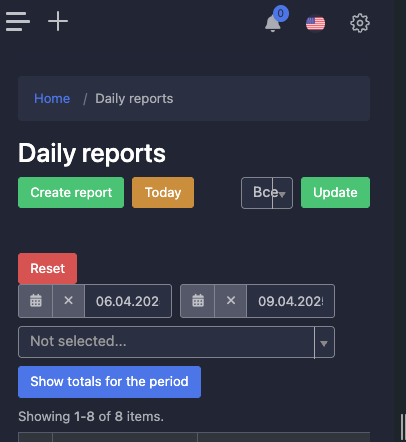 0
Home / Daily reports
Daily reports
Create report Today Все Update
Reset
06.04.202 09.04.202
Not selected...
Show totals for the period
Showing 1-8 of 8 items.